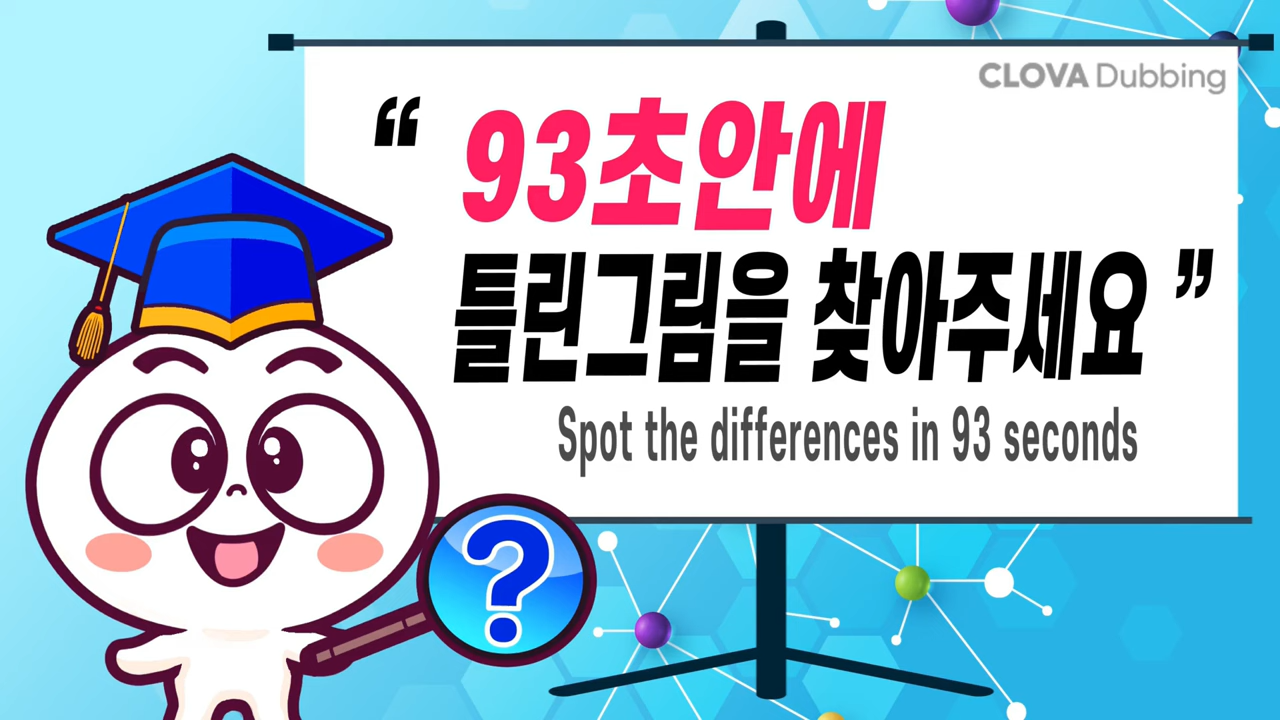 CLOVA Dubbing
“ 93초안에
틀린그림을 찾아주세요 ”
Spot the differences in 93 seconds
?